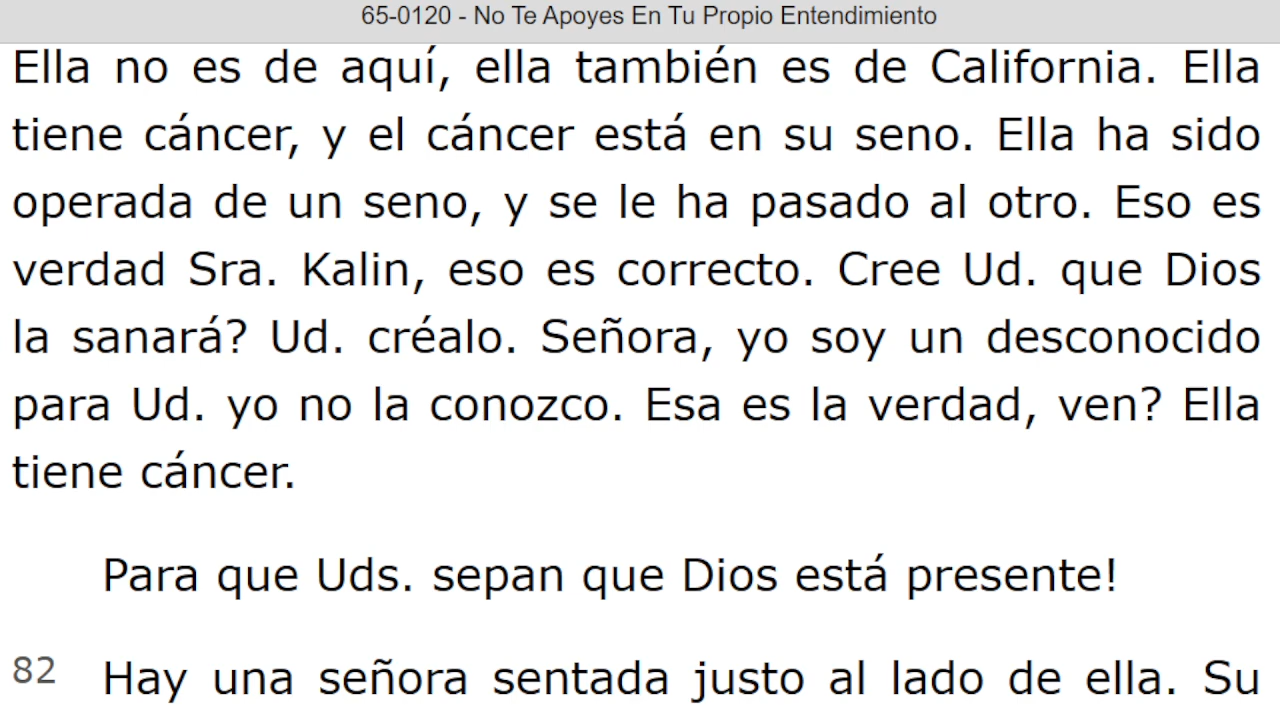 65-0120 - No Te Apoyes En Tu Propio Entendimiento
Ella no es de aquí, ella también es de California. Ella
tiene cáncer, y el cáncer está en su seno. Ella ha sido
operada de un seno, y se le ha pasado al otro. Eso es
verdad Sra. Kalin, eso es correcto. Cree Ud. que Dios
la sanará? Ud. créalo. Señora, yo soy un desconocido
para Ud. yo no la conozco. Esa es la verdad, ven? Ella
tiene cáncer.
Para que Uds. sepan que Dios está presente!
82 Hay una señora sentada justo al lado de ella. Su